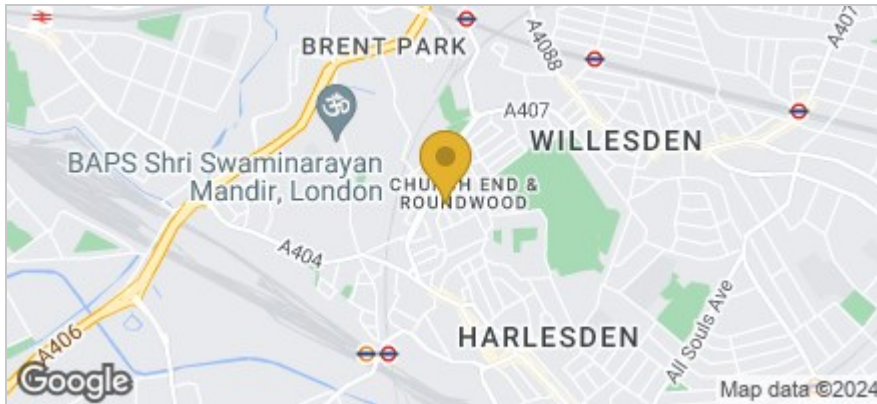 BRENT PARK
A4088
A407
A407
WILLESDEN
BAPS Shri Swaminarayan
Mandir, London
CHURCH END &
ROUNDWOOD
A404
All Souls Ave
HARLESDEN
A406
Google
Map data ©2024